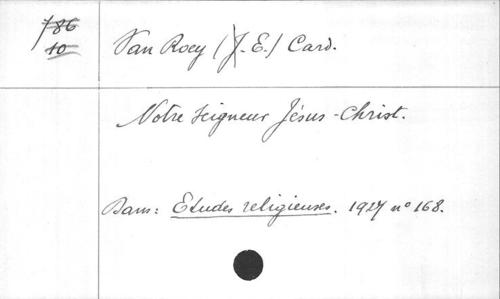 786
10
Van Roey (J.-E.) Card.
Notre Seigneur Jésus-Christ.
Dans: Etudes religieuses. 1927 n° 168.